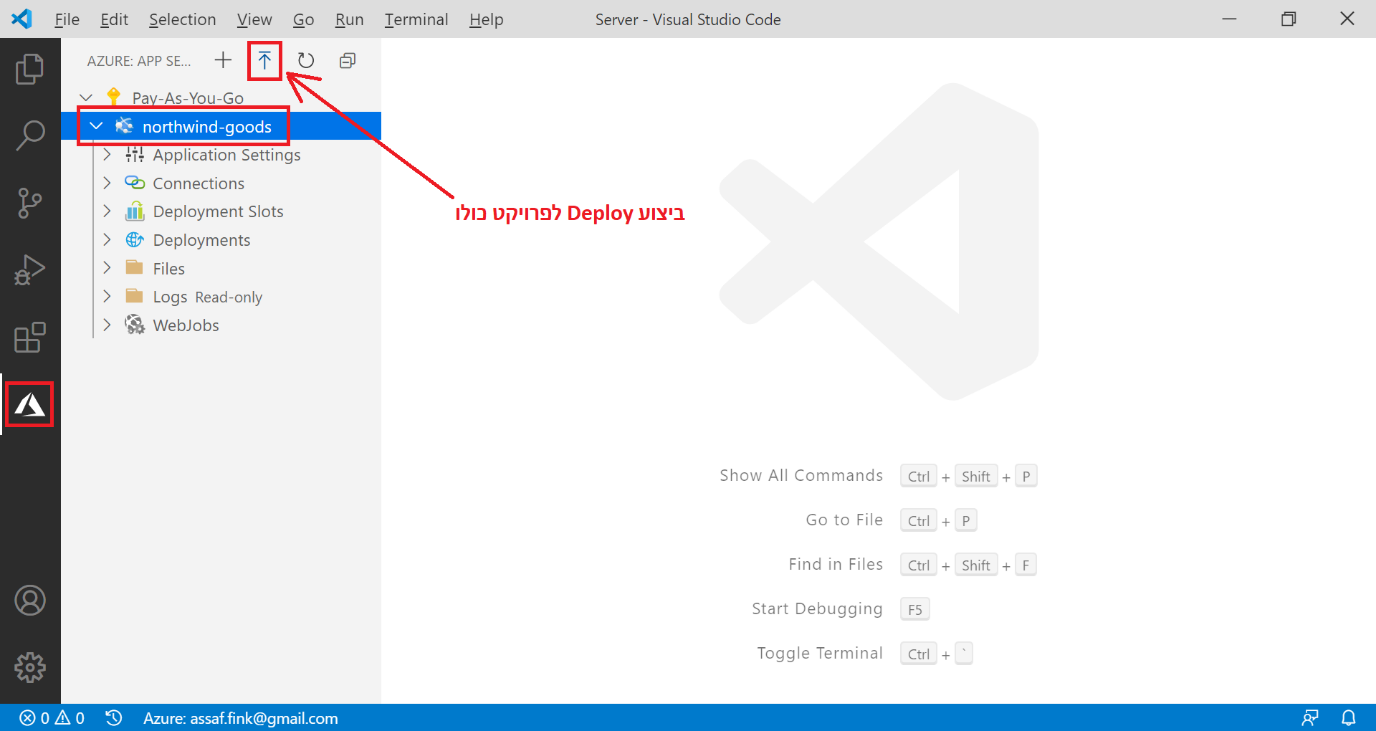 File Edit Selection View Go Run Terminal Help Server - Visual Studio Code
AZURE: APP SE...
Pay-As-You-Go
northwind-goods
Application Settings
Connections
Deployment Slots
ביצוע Deploy לפרויקט כולו
Deployments
Files
Logs Read-only
WebJobs
Show All Commands Ctrl + Shift + P
Go to File Ctrl + P
Find in Files Ctrl + Shift + F
Start Debugging F5
Toggle Terminal Ctrl + `
0 0 Azure: assaf.fink@gmail.com